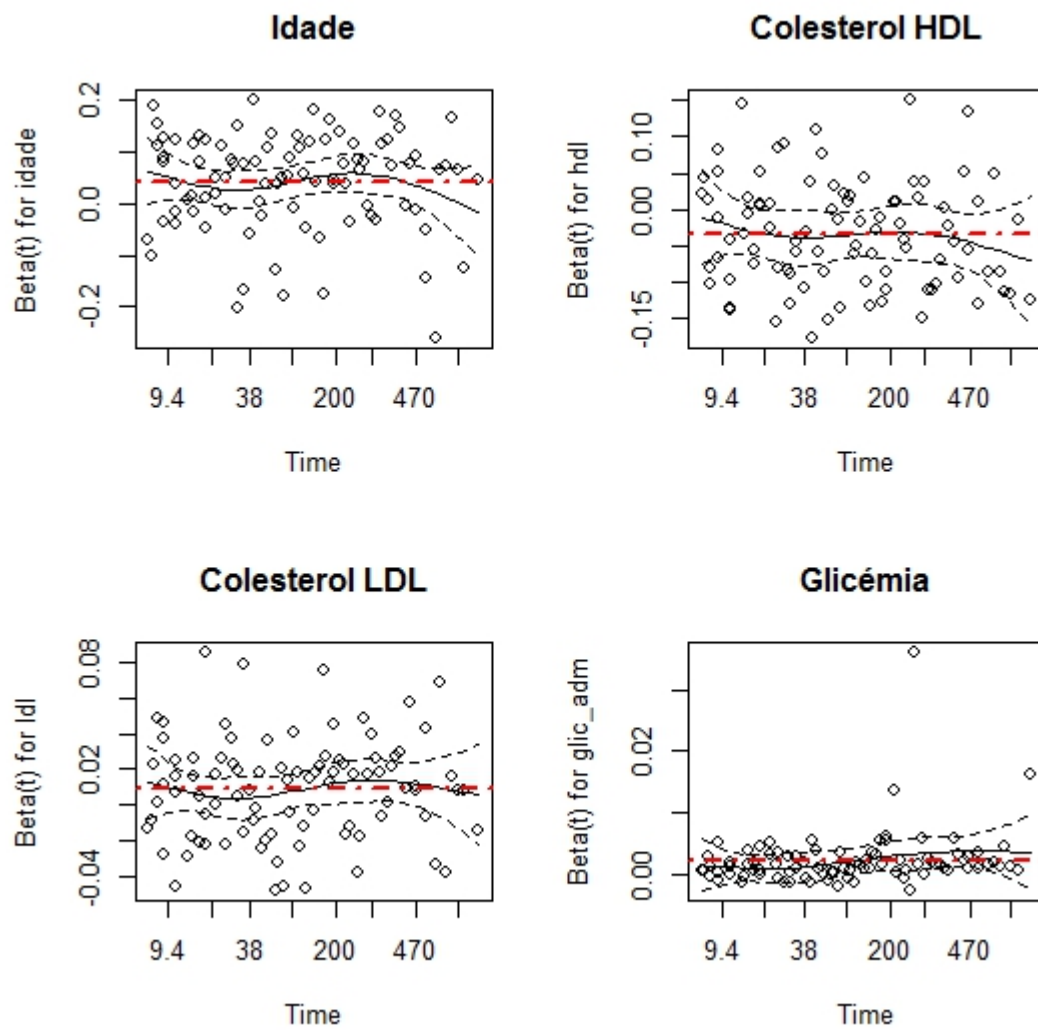 Idade
Beta(t) for idade
0.2
0.0
-0.2
9.4 38 200 470
Time
Colesterol HDL
Beta(t) for hdl
0.10
0.00
-0.15
9.4 38 200 470
Time
Colesterol LDL
Beta(t) for ldl
0.08
0.02
-0.04
9.4 38 200 470
Time
Glicémia
Beta(t) for glic_adm
0.02
0.00
9.4 38 200 470
Time